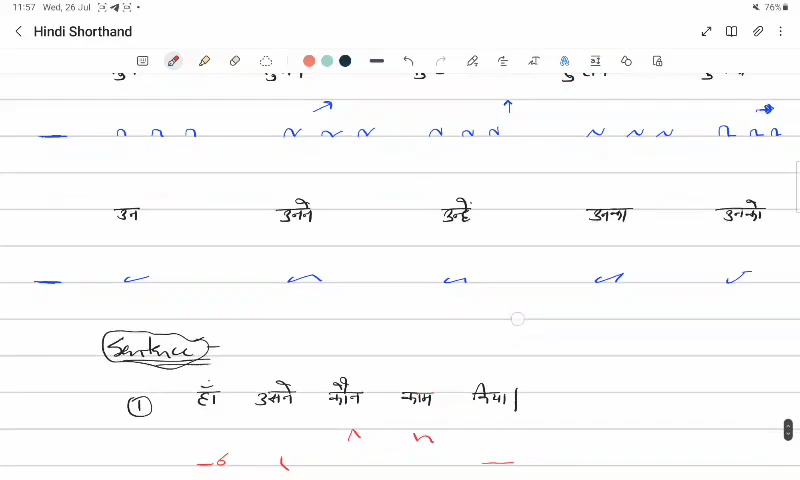 11:57 Wed, 26 Jul 76%
Hindi Shorthand
उन उनने उन्हें उनका उनको
Sentence
① हाँ उसने कौन काम किया।